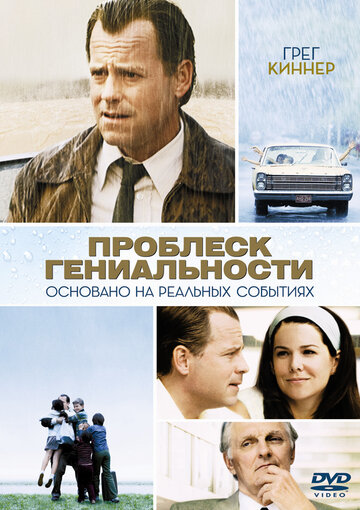 ГРЕГ
КИННЕР
ПРОБЛЕСК
ГЕНИАЛЬНОСТИ
ОСНОВАНО НА РЕАЛЬНЫХ СОБЫТИЯХ
DVD
VIDEO